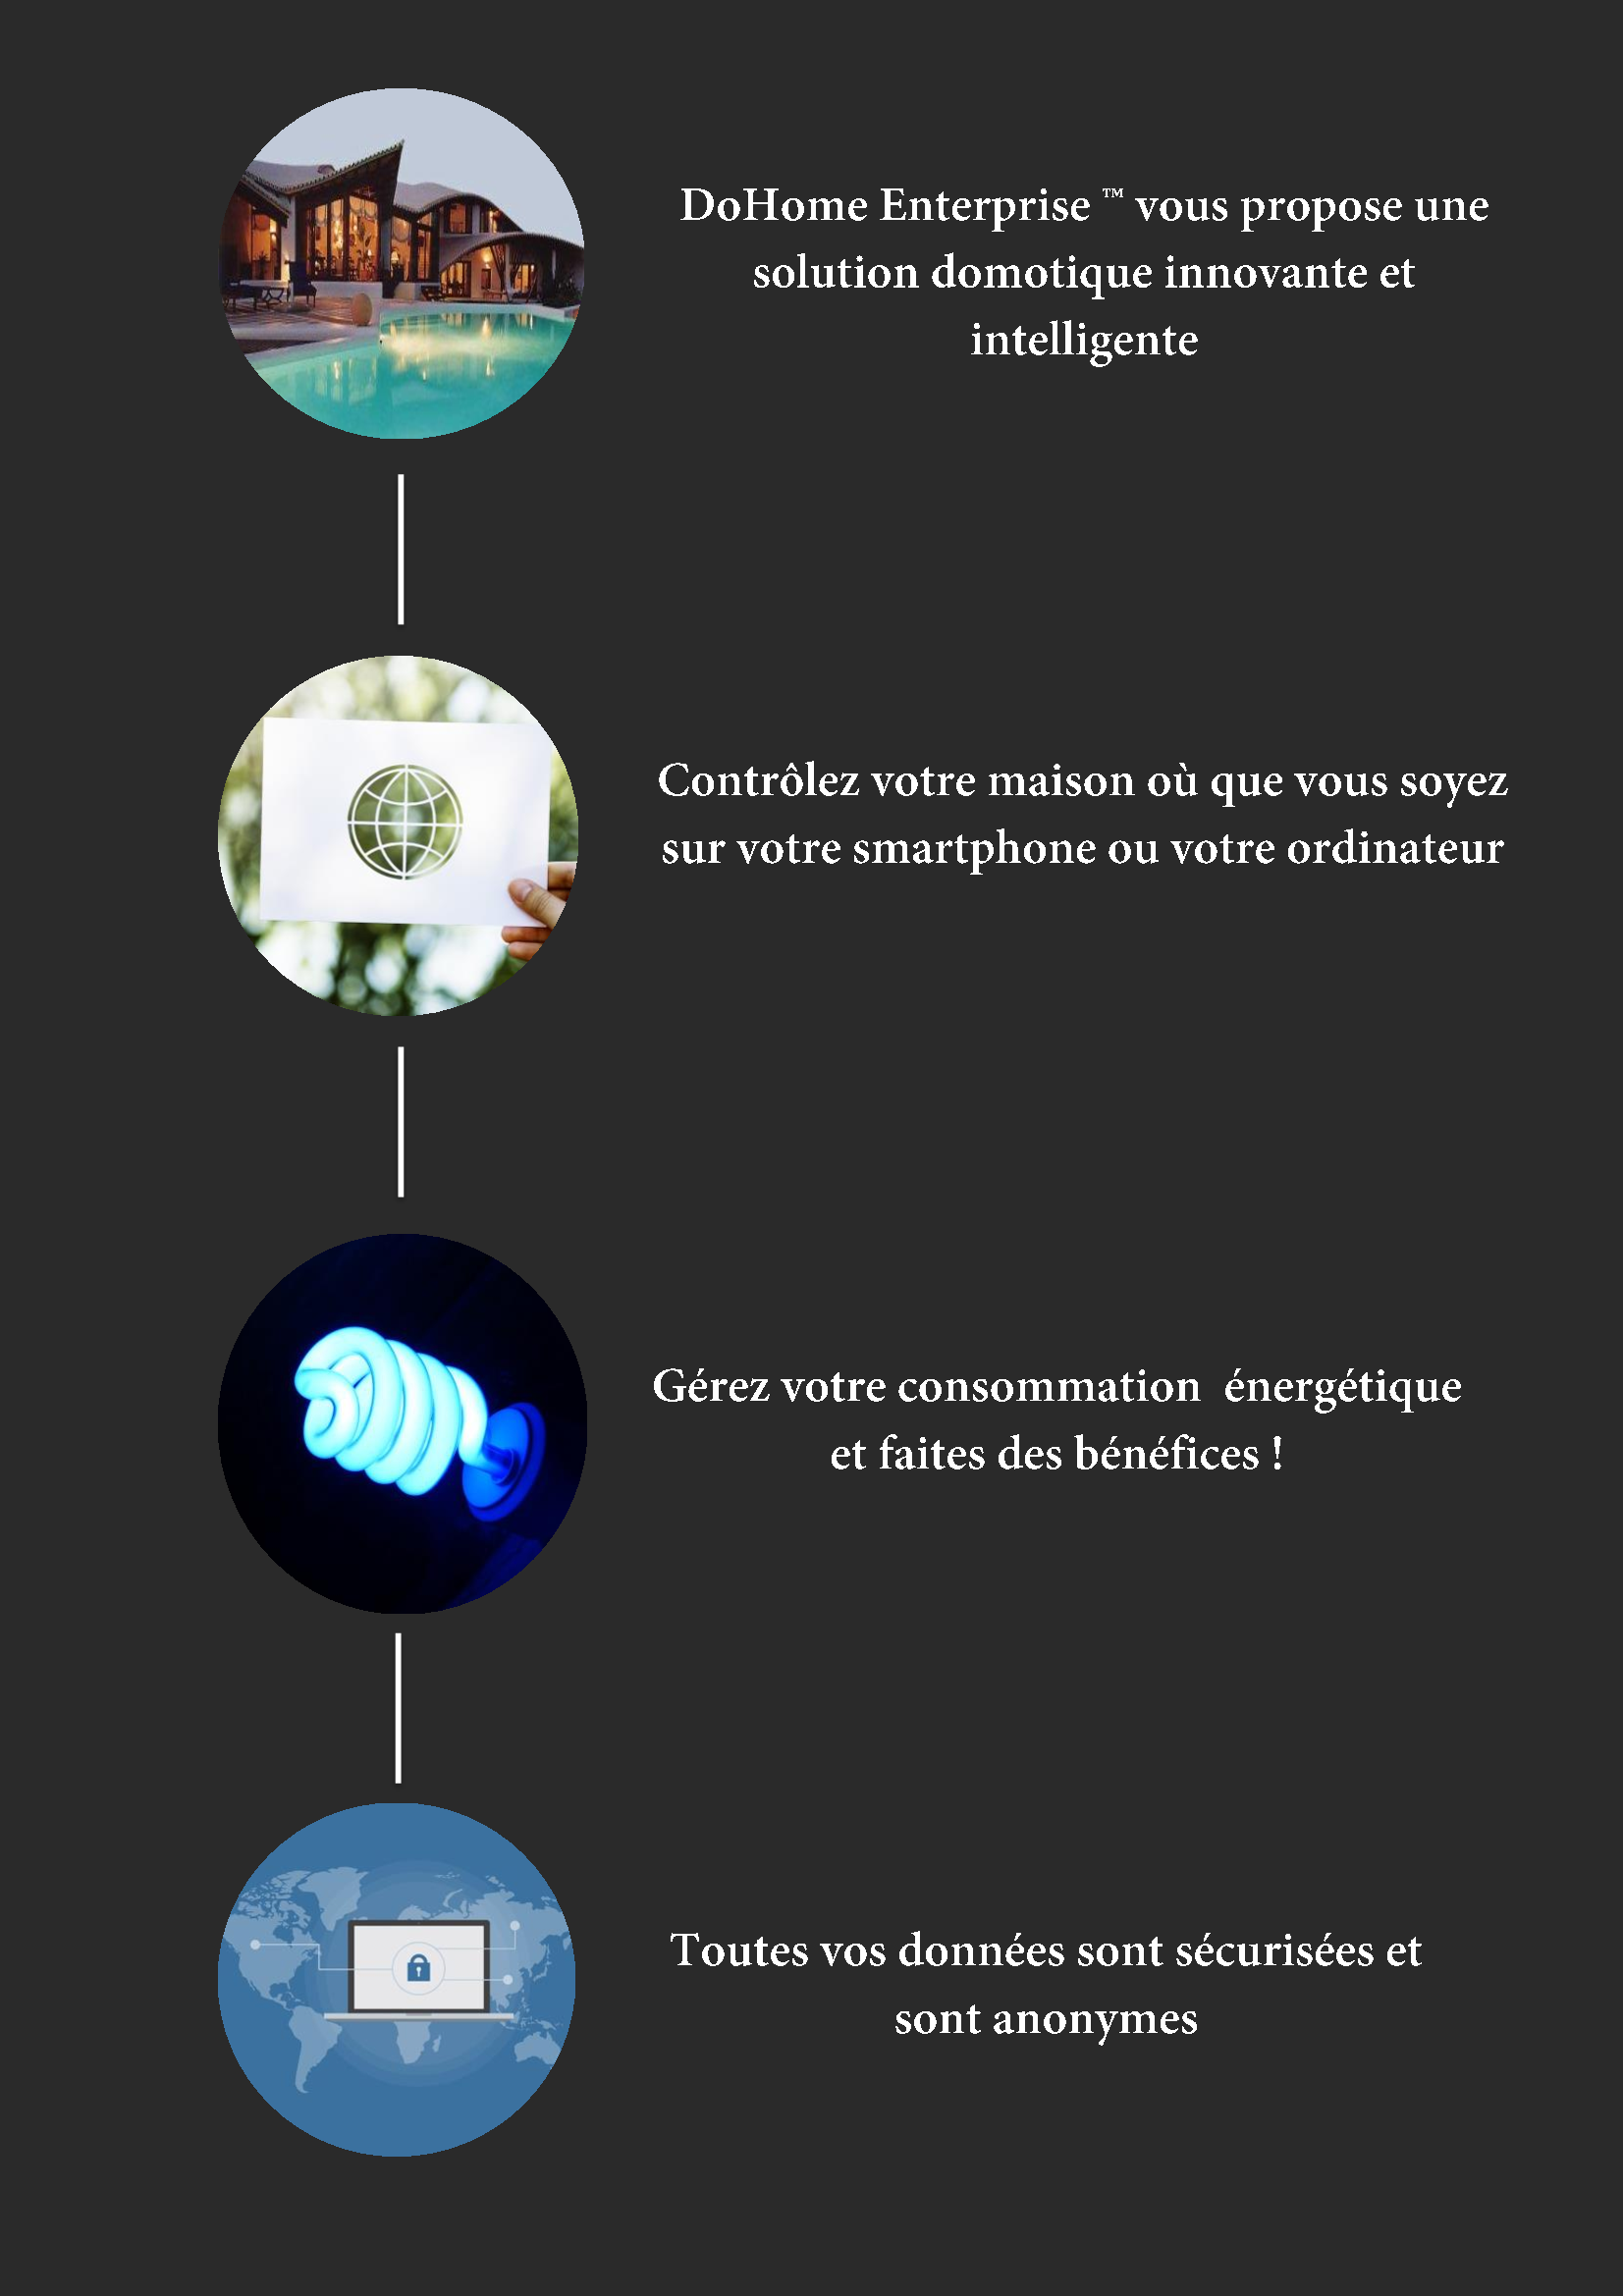 DoHome Enterprise ™ vous propose une
solution domotique innovante et
intelligente
Contrôlez votre maison où que vous soyez
sur votre smartphone ou votre ordinateur
Gérez votre consommation  énergétique
et faites des bénéfices !
Toutes vos données sont sécurisées et
sont anonymes